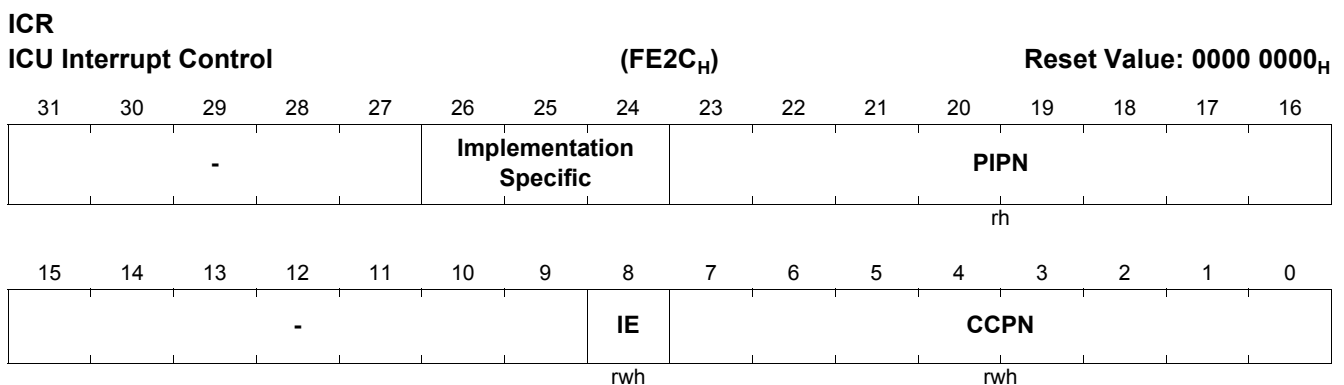 ICR
ICU Interrupt Control (FE2CH) Reset Value: 0000 0000H
31 30 29 28 27 26 25 24 23 22 21 20 19 18 17 16
- Implementation Specific PIPN
rh
15 14 13 12 11 10 9 8 7 6 5 4 3 2 1 0
- IE CCPN
rwh rwh